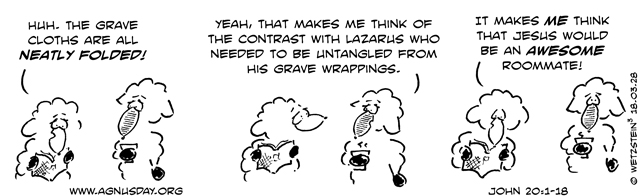 HUH. THE GRAVE
CLOTHS ARE ALL
NEATLY FOLDED!
YEAH, THAT MAKES ME THINK OF
THE CONTRAST WITH LAZARUS WHO
NEEDED TO BE UNTANGLED FROM
HIS GRAVE WRAPPINGS.
IT MAKES ME THINK
THAT JESUS WOULD
BE AN AWESOME
ROOMMATE!
© WETZSTEIN³ 18.03.28
WWW.AGNUSDAY.ORG
JOHN 20:1-18